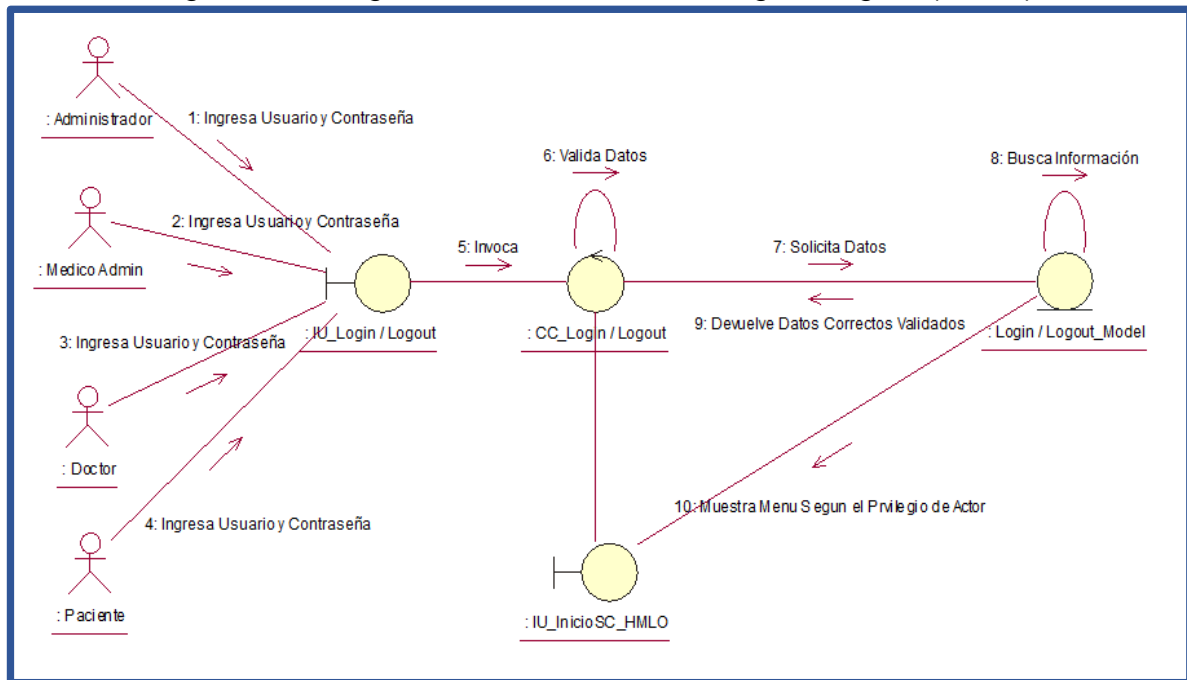 : Administrador
1: Ingresa Usuario y Contraseña
6: Valida Datos
8: Busca Información
2: Ingresa Usuario y Contraseña
: Medico Admin
5: Invoca
7: Solicita Datos
3: Ingresa Usuario y Contraseña
: IU_Login / Logout
: CC_Login / Logout
9: Devuelve Datos Correctos Validados
: Login / Logout_Model
: Doctor
4: Ingresa Usuario y Contraseña
10: Muestra Menu Segun el Prvilegio de Actor
: Paciente
: IU_InicioSC_HMLO